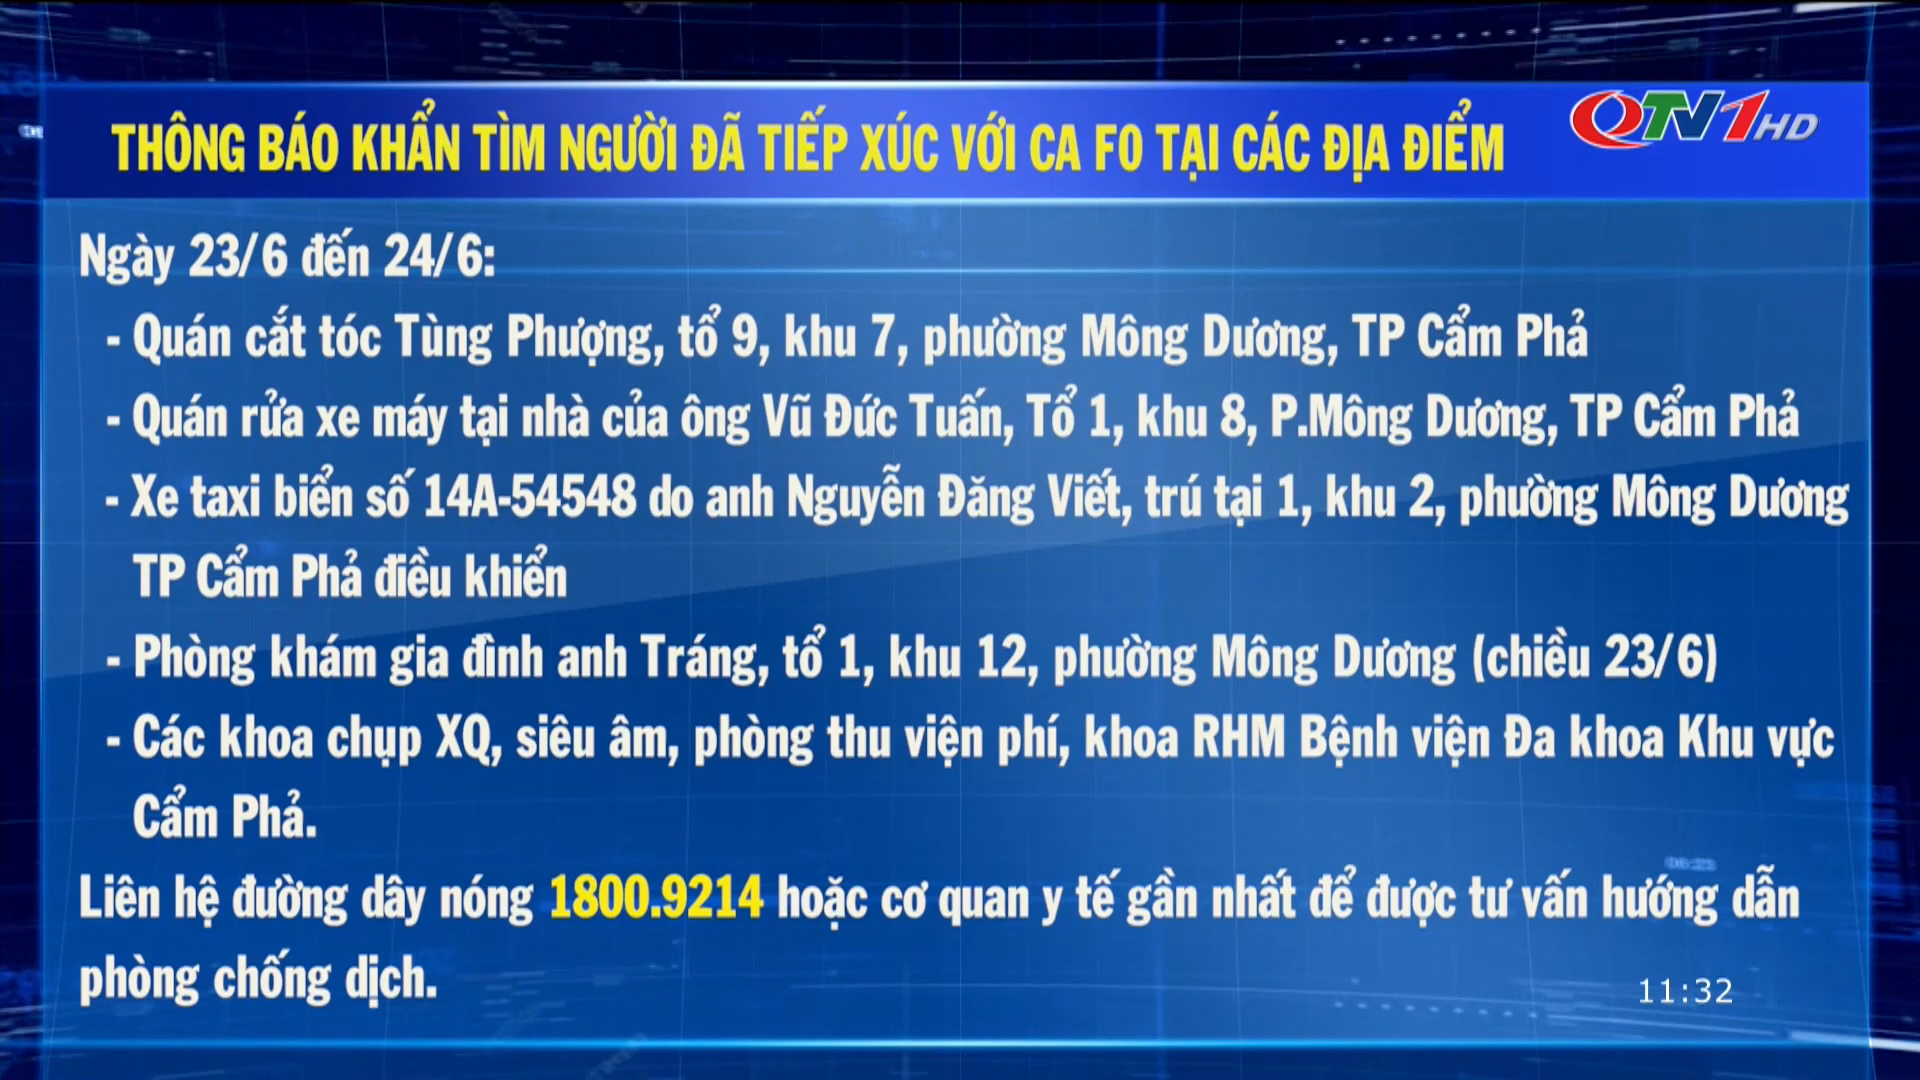 THÔNG BÁO KHẨN TÌM NGƯỜI ĐÃ TIẾP XÚC VỚI CA F0 TẠI CÁC ĐỊA ĐIỂM
QTV1HD
Ngày 23/6 đến 24/6:
- Quán cắt tóc Tùng Phượng, tổ 9, khu 7, phường Mông Dương, TP Cẩm Phả
- Quán rửa xe máy tại nhà của ông Vũ Đức Tuấn, Tổ 1, khu 8, P.Mông Dương, TP Cẩm Phả
- Xe taxi biển số 14A-54548 do anh Nguyễn Đăng Viết, trú tại 1, khu 2, phường Mông Dương
TP Cẩm Phả điều khiển
- Phòng khám gia đình anh Tráng, tổ 1, khu 12, phường Mông Dương (chiều 23/6)
- Các khoa chụp XQ, siêu âm, phòng thu viện phí, khoa RHM Bệnh viện Đa khoa Khu vực
Cẩm Phả.
Liên hệ đường dây nóng 1800.9214 hoặc cơ quan y tế gần nhất để được tư vấn hướng dẫn
phòng chống dịch.
11:32